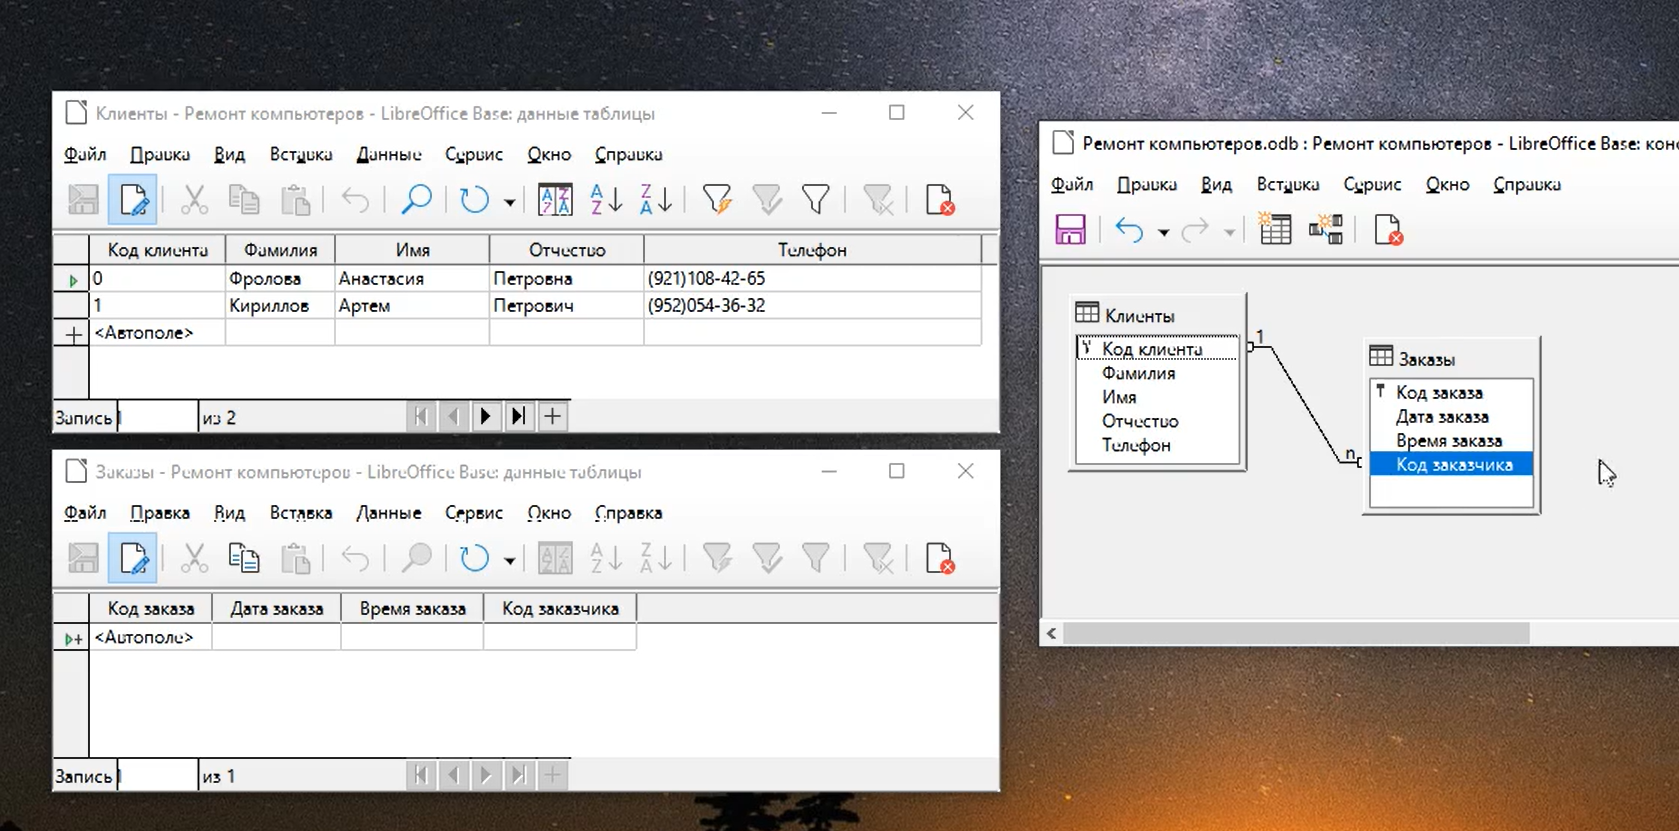 Клиенты - Ремонт компьютеров - LibreOffice Base: данные таблицы
Файл Правка Вид Вставка Данные Сервис Окно Справка
Код клиента Фамилия Имя Отчество Телефон
0 Фролова Анастасия Петровна (921)108-42-65
1 Кириллов Артем Петрович (952)054-36-32
<Автополе>
Запись 1 из 2
Заказы - Ремонт компьютеров - LibreOffice Base: данные таблицы
Файл Правка Вид Вставка Данные Сервис Окно Справка
Код заказа Дата заказа Время заказа Код заказчика
<Автополе>
Запись 1 из 1
Ремонт компьютеров.odb : Ремонт компьютеров - LibreOffice Base: кон
Файл Правка Вид Вставка Сервис Окно Справка
Клиенты
Код клиента
Фамилия
Имя
Отчество
Телефон
1
n
Заказы
Код заказа
Дата заказа
Время заказа
Код заказчика